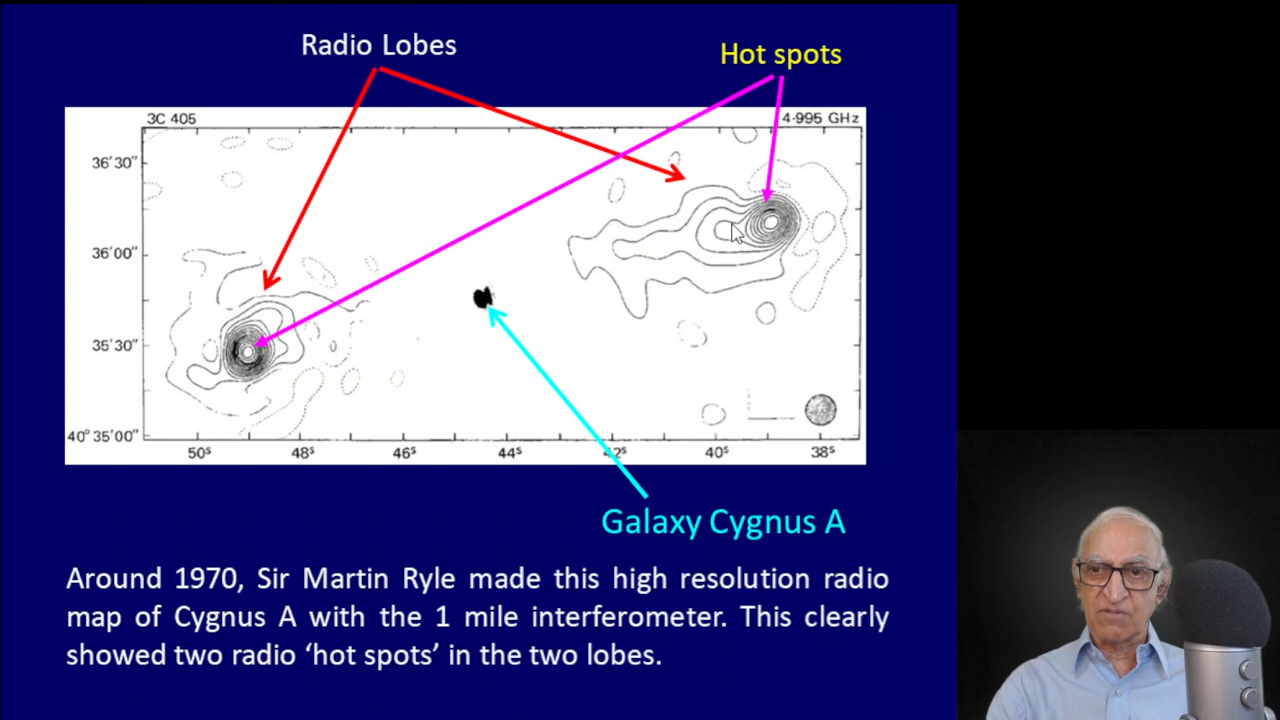 Radio Lobes
Hot spots
3C 405
4·995 GHz
36′30″
36′00″
35′30″
40° 35′00″
50ˢ
48ˢ
46ˢ
44ˢ
42ˢ
40ˢ
38ˢ
Galaxy Cygnus A
Around 1970, Sir Martin Ryle made this high resolution radio
map of Cygnus A with the 1 mile interferometer. This clearly
showed two radio ‘hot spots’ in the two lobes.